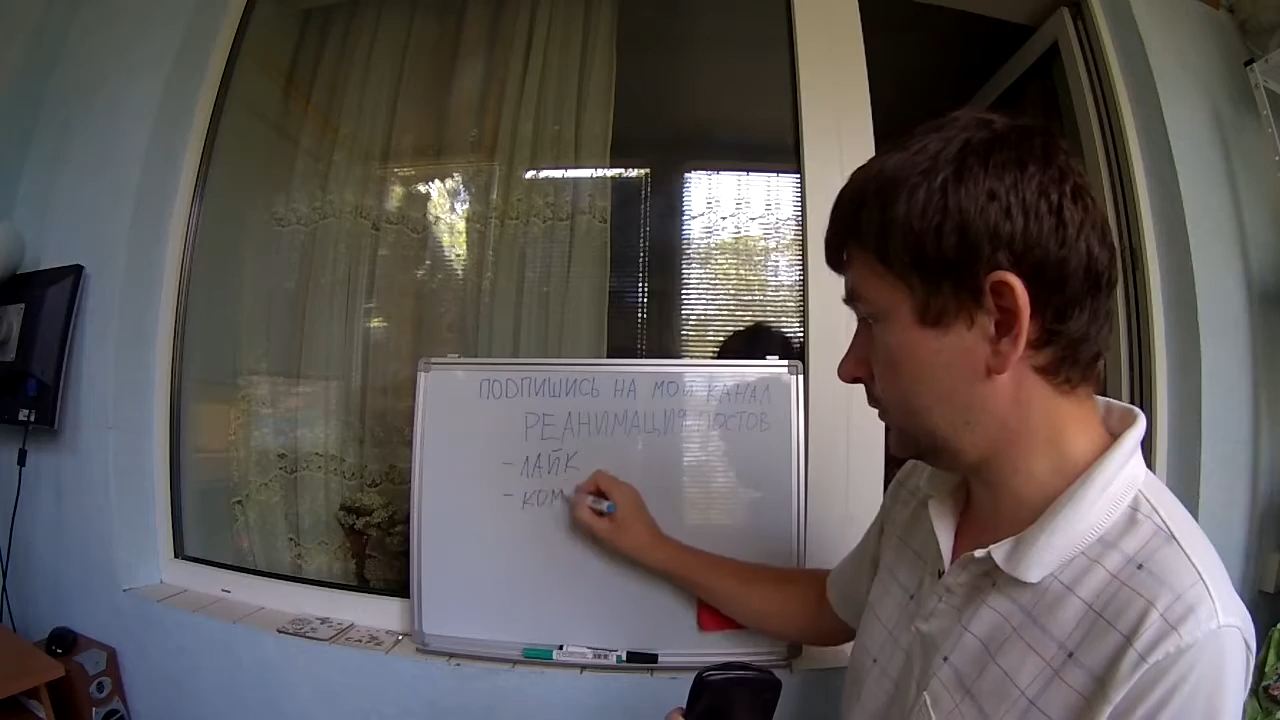 ПОДПИШИСЬ НА МОЙ КАНАЛ
РЕАНИМАЦИЯ ПОСТОВ
- ЛАЙК
- КОМ